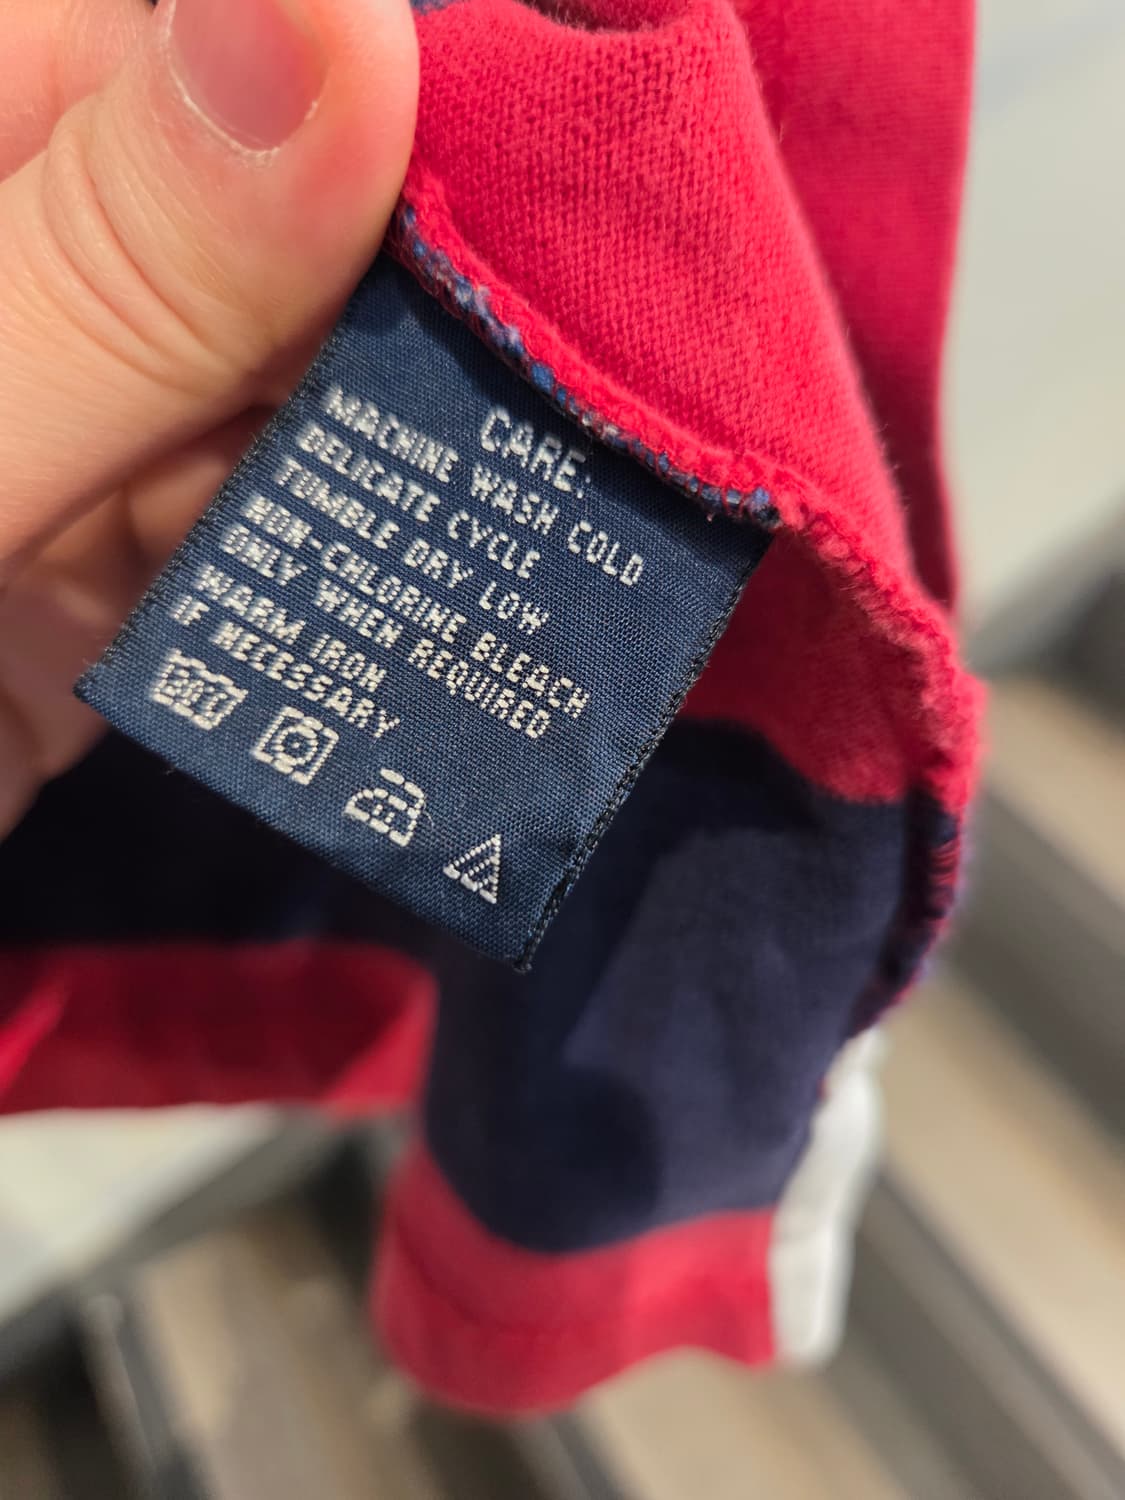 CARE:
MACHINE WASH COLD
DELICATE CYCLE
TUMBLE DRY LOW
NON-CHLORINE BLEACH
ONLY WHEN REQUIRED
WARM IRON
IF NECESSARY